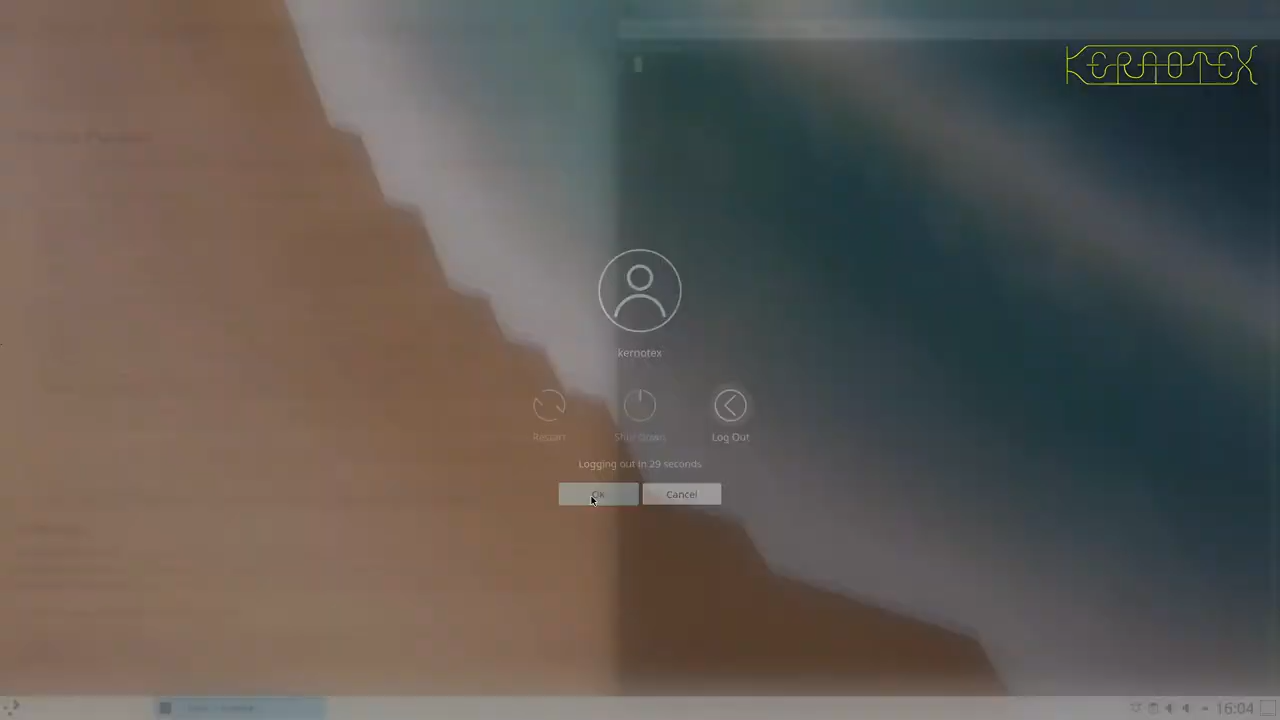 KERNOTEX
kernotex
Restart
Shut Down
Log Out
Logging out in 29 seconds
OK
Cancel
16:04